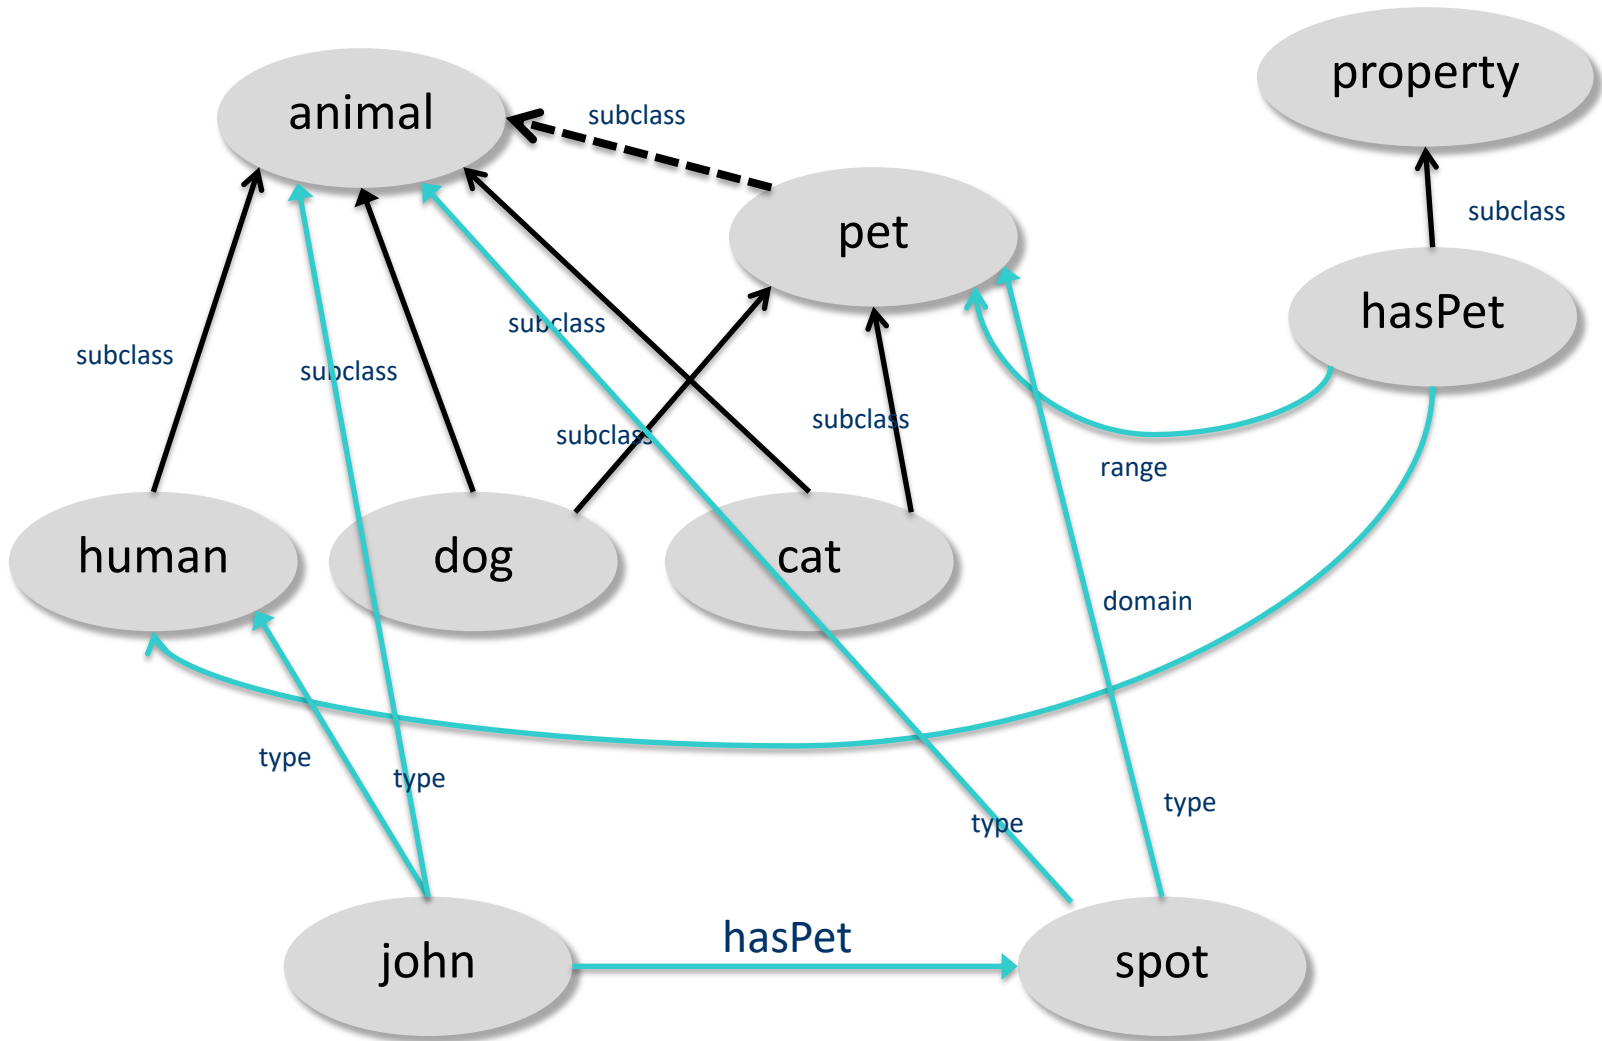 property
animal
subclass
pet
subclass
hasPet
subclass
subclass
subclass
subclass
subclass
range
human
dog
cat
domain
type
type
type
type
hasPet
john
spot